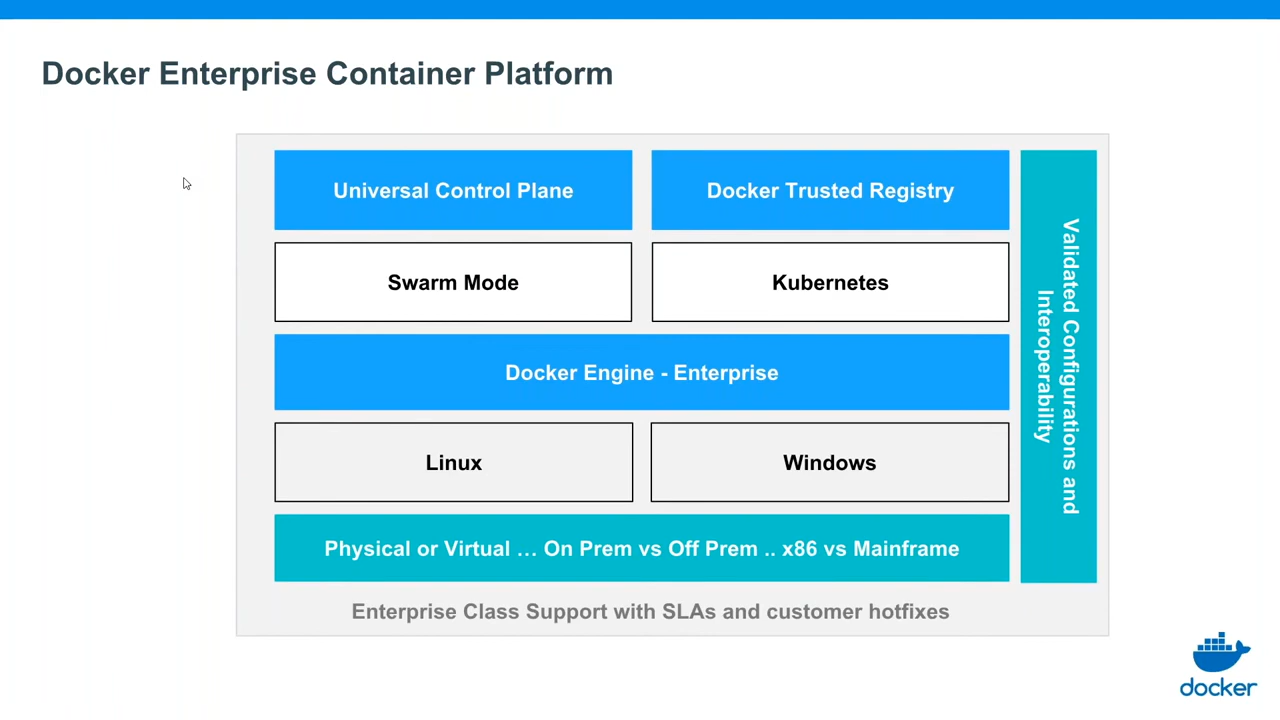 Docker Enterprise Container Platform
Universal Control Plane
Docker Trusted Registry
Swarm Mode
Kubernetes
Docker Engine - Enterprise
Linux
Windows
Physical or Virtual … On Prem vs Off Prem .. x86 vs Mainframe
Validated Configurations and
Interoperability
Enterprise Class Support with SLAs and customer hotfixes
docker